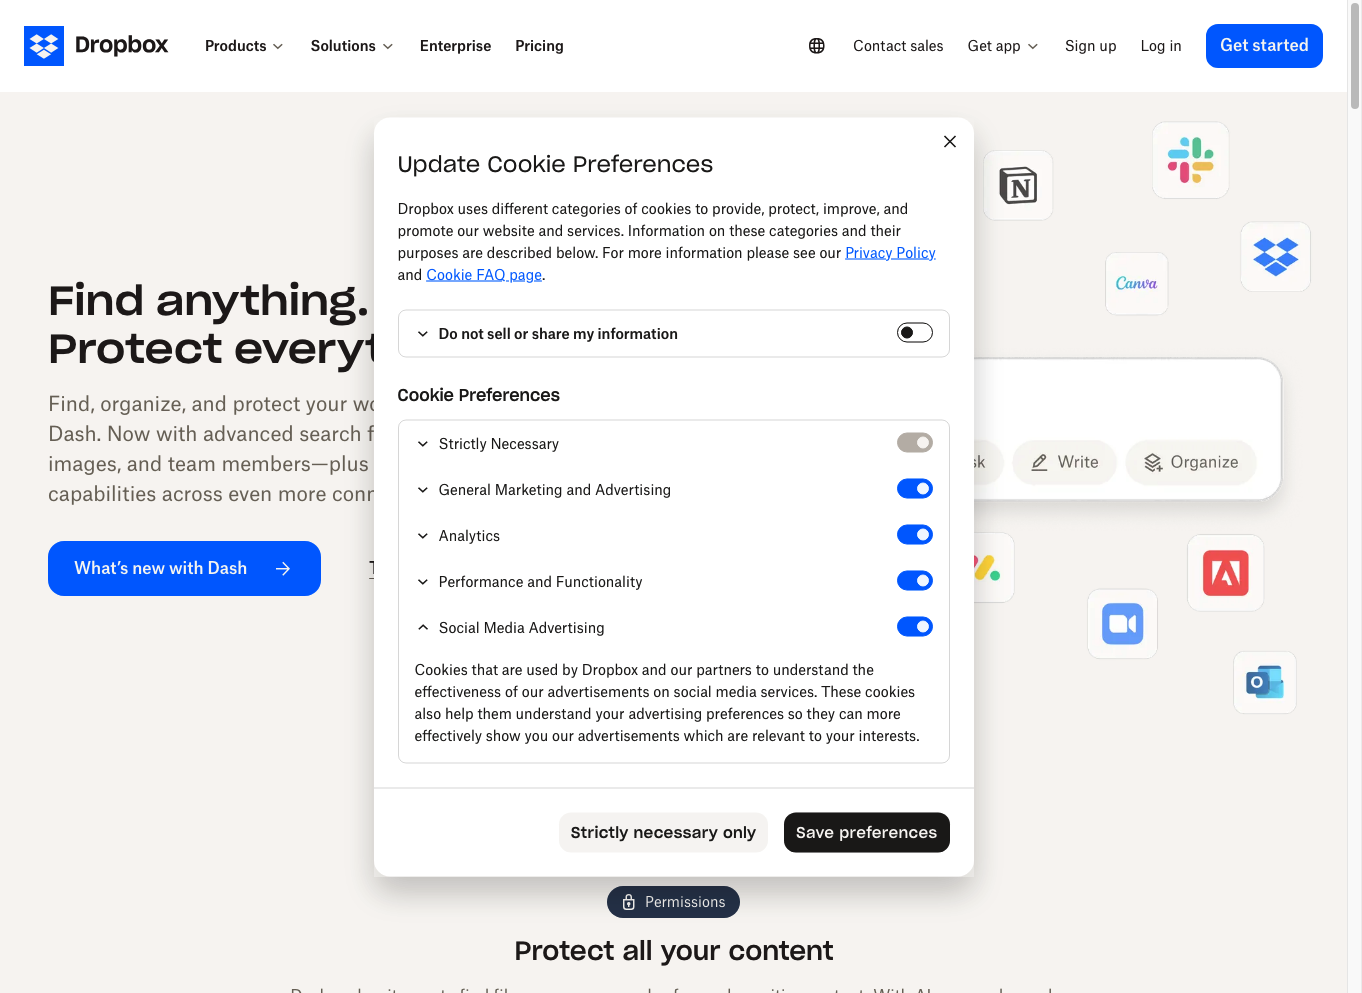 Dropbox
Products
Solutions
Enterprise
Pricing
Contact sales
Get app
Sign up
Log in
Get started
Find anything.
Protect everyt
Find, organize, and protect your wo
Dash. Now with advanced search f
images, and team members—plus
capabilities across even more conn
What's new with Dash
Update Cookie Preferences
Dropbox uses different categories of cookies to provide, protect, improve, and
promote our website and services. Information on these categories and their
purposes are described below. For more information please see our Privacy Policy
and Cookie FAQ page.
Do not sell or share my information
Cookie Preferences
Strictly Necessary
General Marketing and Advertising
Analytics
Performance and Functionality
Social Media Advertising
Cookies that are used by Dropbox and our partners to understand the
effectiveness of our advertisements on social media services. These cookies
also help them understand your advertising preferences so they can more
effectively show you our advertisements which are relevant to your interests.
Strictly necessary only
Save preferences
N
Canva
sk
Write
Organize
Permissions
Protect all your content